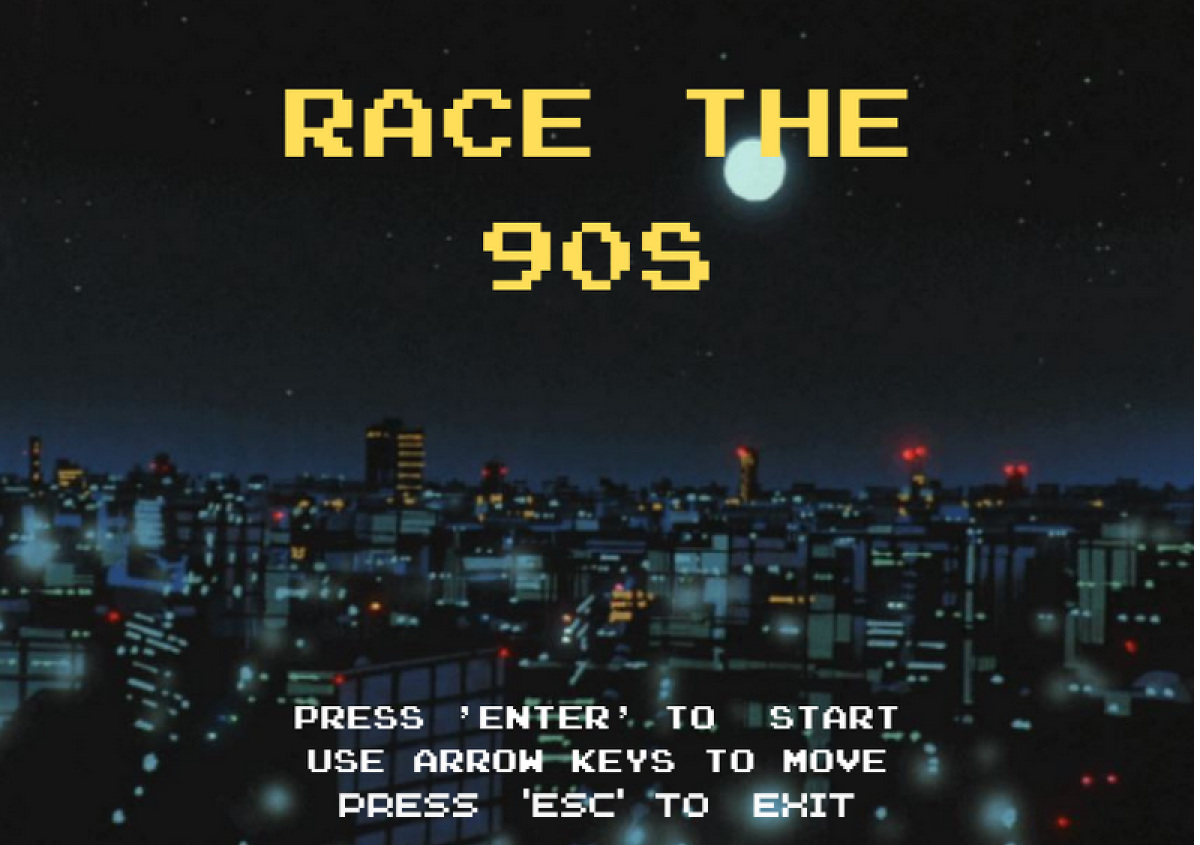 RACE THE
90S
PRESS 'ENTER' TO START
USE ARROW KEYS TO MOVE
PRESS 'ESC' TO EXIT